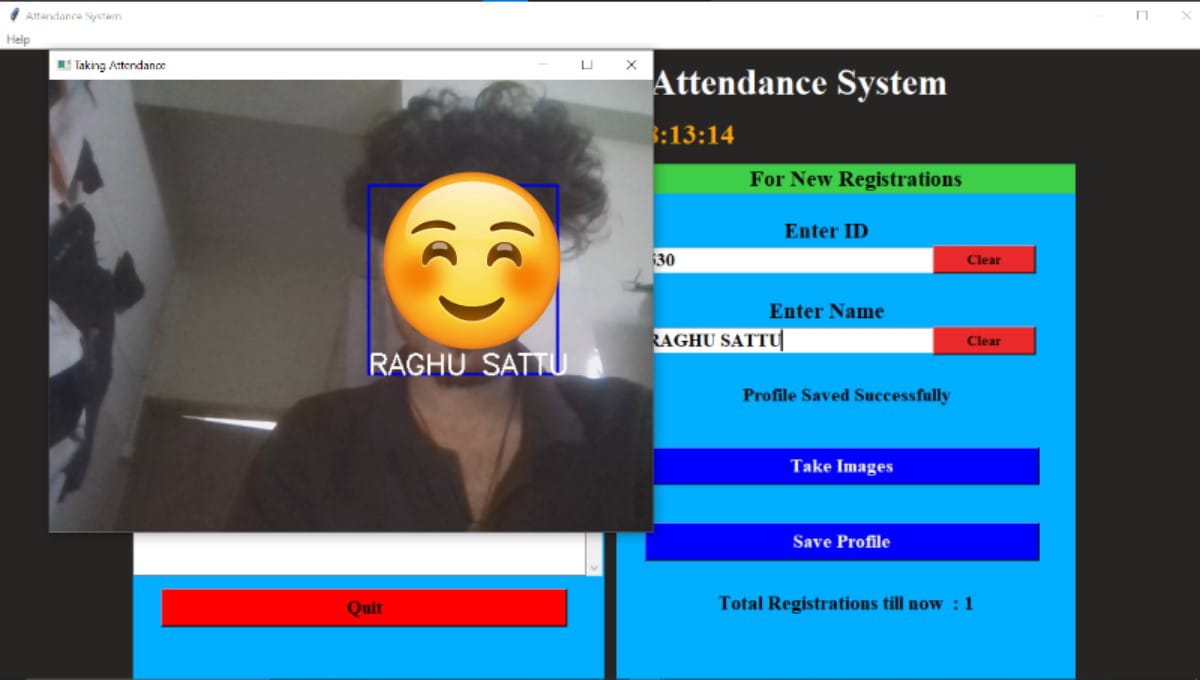 Attendance System
Help
Taking Attendance
Attendance System
:13:14
For New Registrations
Enter ID
30
Clear
Enter Name
RAGHU SATTU
Clear
RAGHU SATTU
Profile Saved Successfully
Take Images
Save Profile
Quit
Total Registrations till now : 1